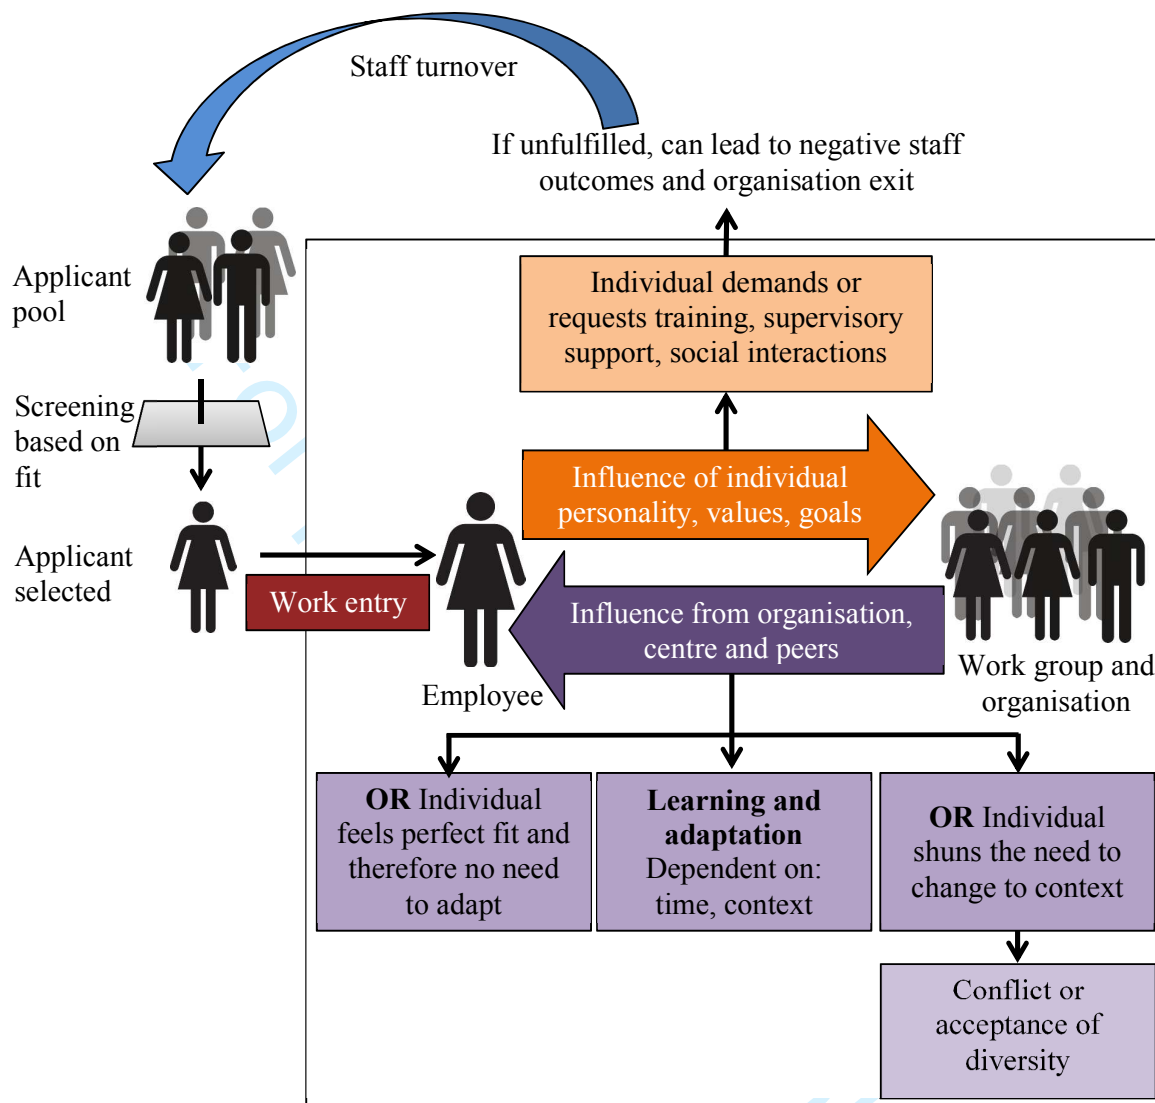 Staff turnover
If unfulfilled, can lead to negative staff
outcomes and organisation exit
Applicant
pool
Individual demands or
requests training, supervisory
support, social interactions
Screening
based on
fit
Influence of individual
personality, values, goals
Applicant
selected
Work entry
Employee
Influence from organisation,
centre and peers
Work group and
organisation
OR Individual
feels perfect fit and
therefore no need
to adapt
Learning and
adaptation
Dependent on:
time, context
OR Individual
shuns the need to
change to context
Conflict or
acceptance of
diversity